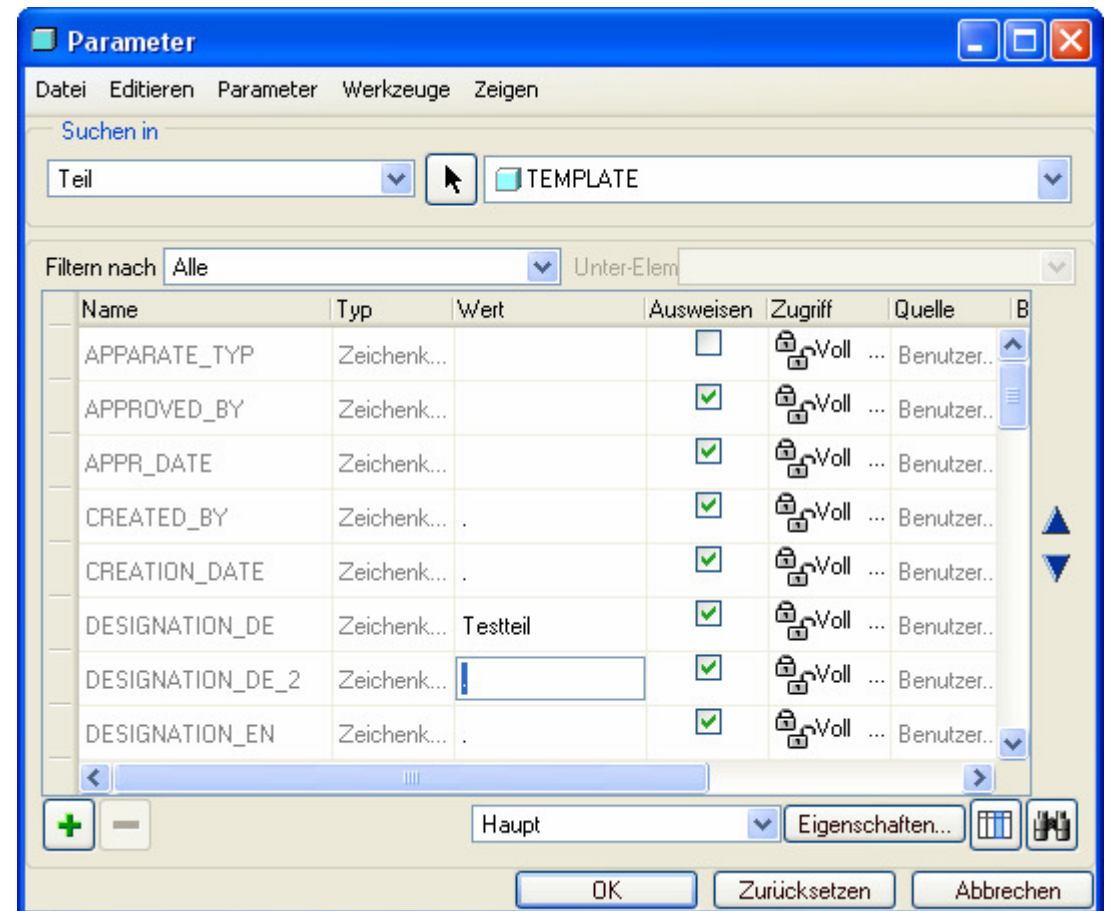 Parameter
Datei Editieren Parameter Werkzeuge Zeigen
Suchen in
Teil TEMPLATE
Filtern nach Alle Unter-Elem
Name Typ Wert Ausweisen Zugriff Quelle B
APPARATE_TYP Zeichenk... Voll ... Benutzer..
APPROVED_BY Zeichenk... Voll ... Benutzer..
APPR_DATE Zeichenk... Voll ... Benutzer..
CREATED_BY Zeichenk... . Voll ... Benutzer..
CREATION_DATE Zeichenk... . Voll ... Benutzer..
DESIGNATION_DE Zeichenk... Testteil Voll ... Benutzer..
DESIGNATION_DE_2 Zeichenk... . Voll ... Benutzer..
DESIGNATION_EN Zeichenk... . Voll ... Benutzer..
Haupt Eigenschaften...
OK Zurücksetzen Abbrechen